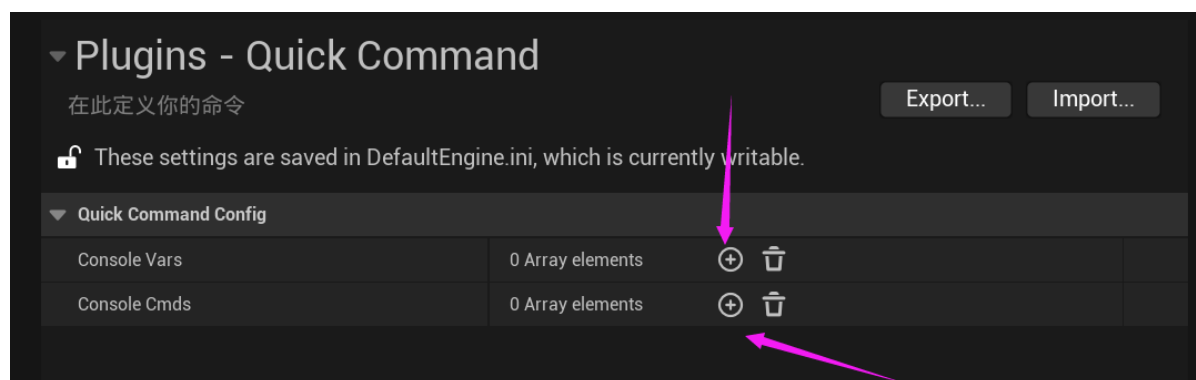 Plugins - Quick Command
在此定义你的命令
Export...
Import...
These settings are saved in DefaultEngine.ini, which is currently writable.
Quick Command Config
Console Vars
0 Array elements
Console Cmds
0 Array elements